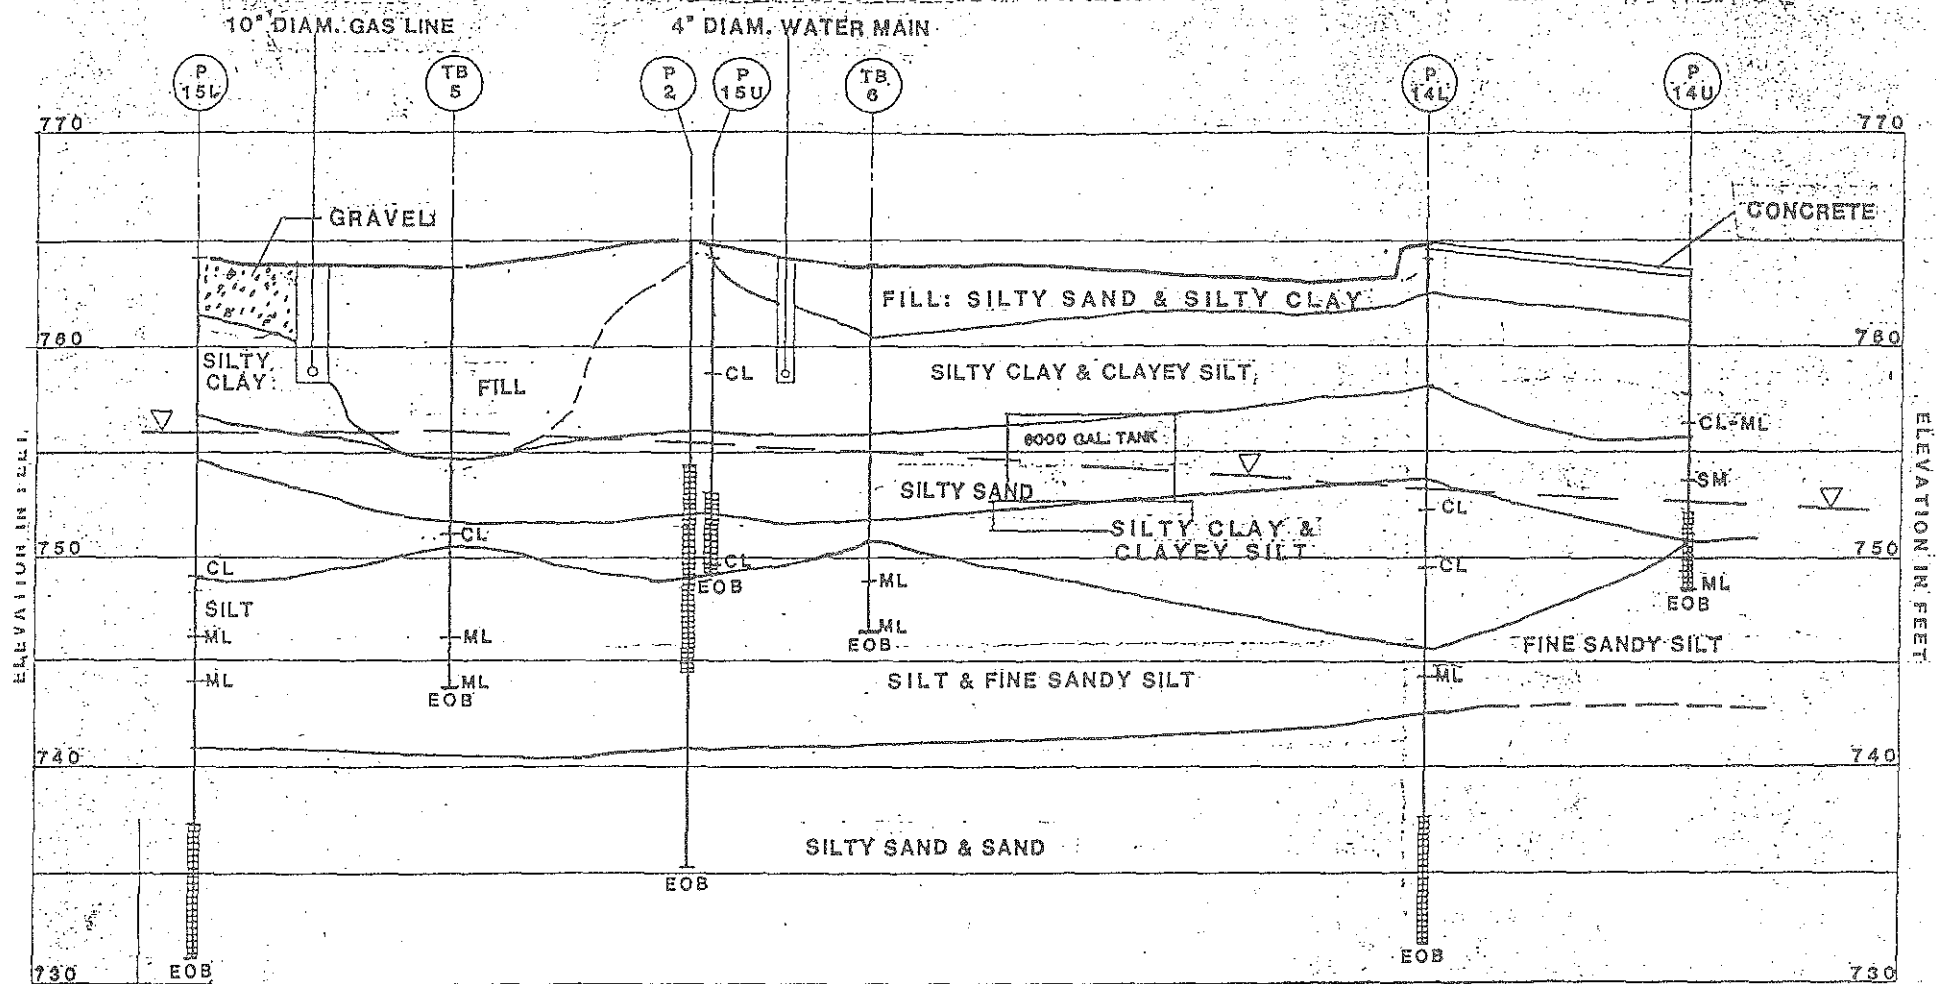 10" DIAM. GAS LINE
4" DIAM. WATER MAIN
P
15L
TB
5
P
2
P
15U
TB
6
P
14L
P
14U
770
770
GRAVEL
CONCRETE
FILL: SILTY SAND & SILTY CLAY
760
760
SILTY
CLAY
FILL
CL
SILTY CLAY & CLAYEY SILT
CL-ML
6000 GAL. TANK
SILTY SAND
SM
CL
CL
SILTY CLAY &
CLAYEY SILT
750
750
CL
CL
CL
EOB
ML
ML
EOB
SILT
ML
ML
ML
EOB
FINE SANDY SILT
ML
ML
EOB
SILT & FINE SANDY SILT
ML
740
740
SILTY SAND & SAND
EOB
EOB
EOB
730
730
ELEVATION IN FEET
ELEVATION IN FEET